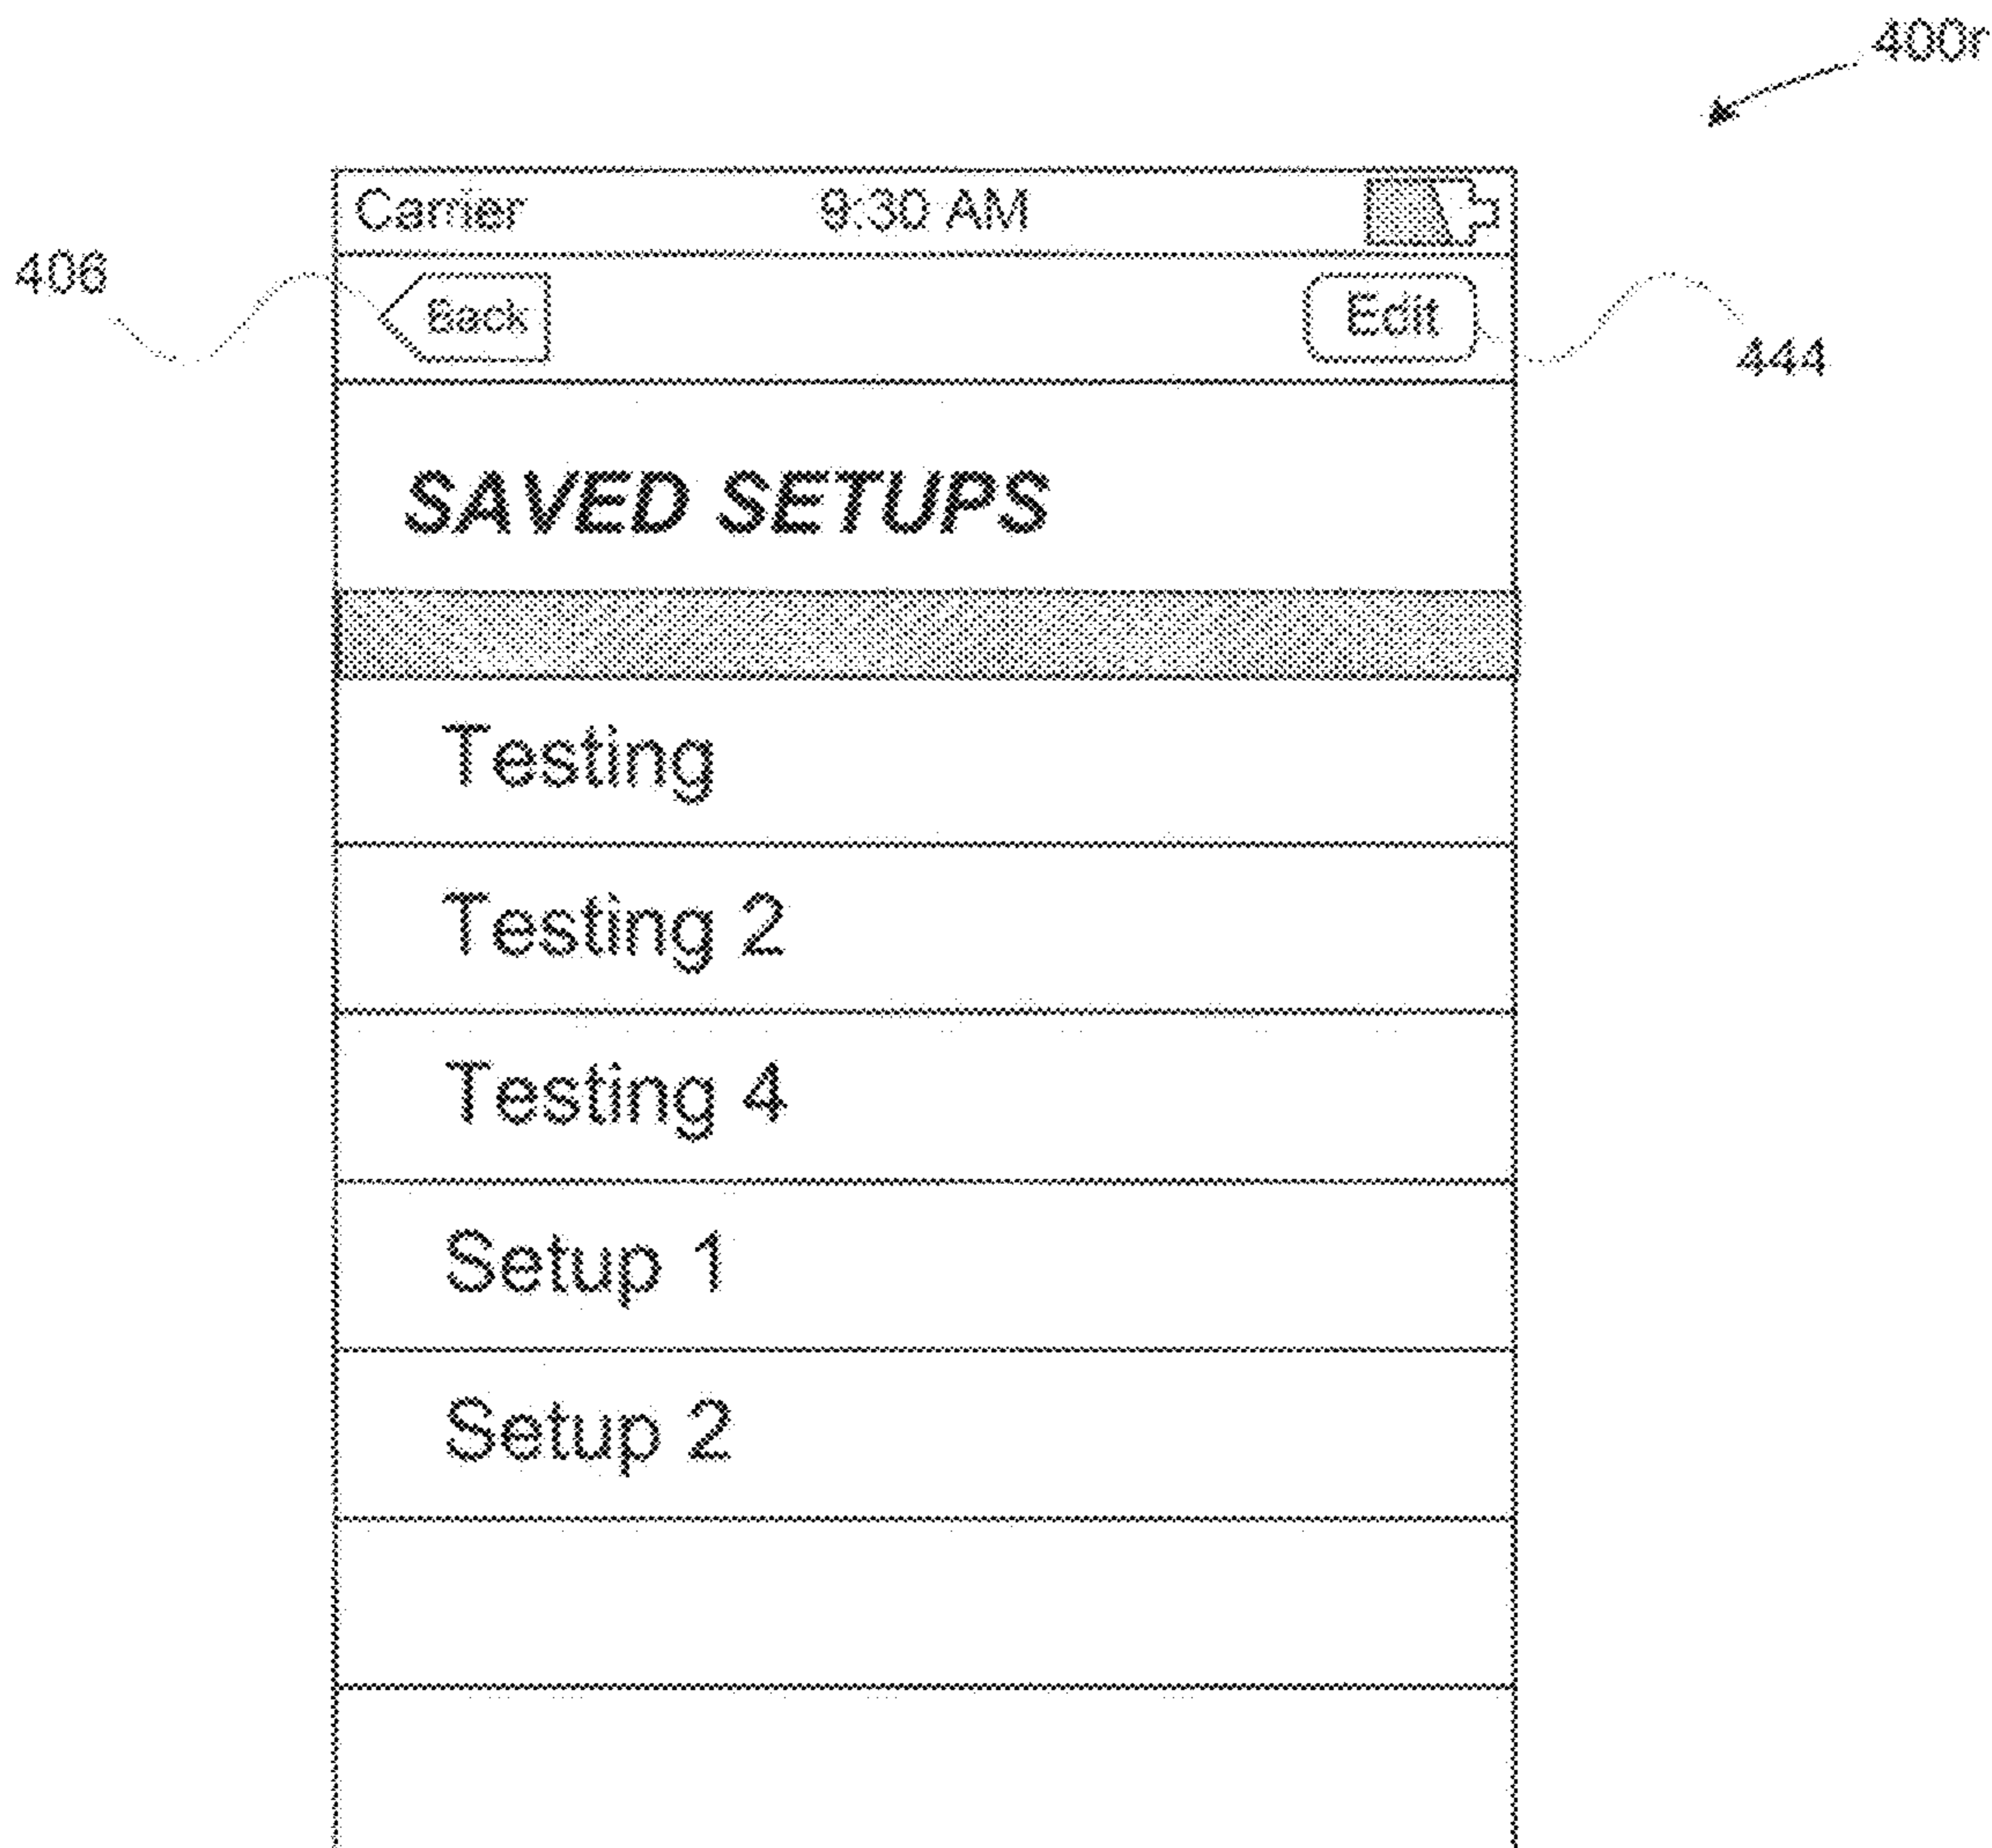 400r
Carrier 9:30 AM
406 Back Edit 444
SAVED SETUPS
Testing
Testing 2
Testing 4
Setup 1
Setup 2